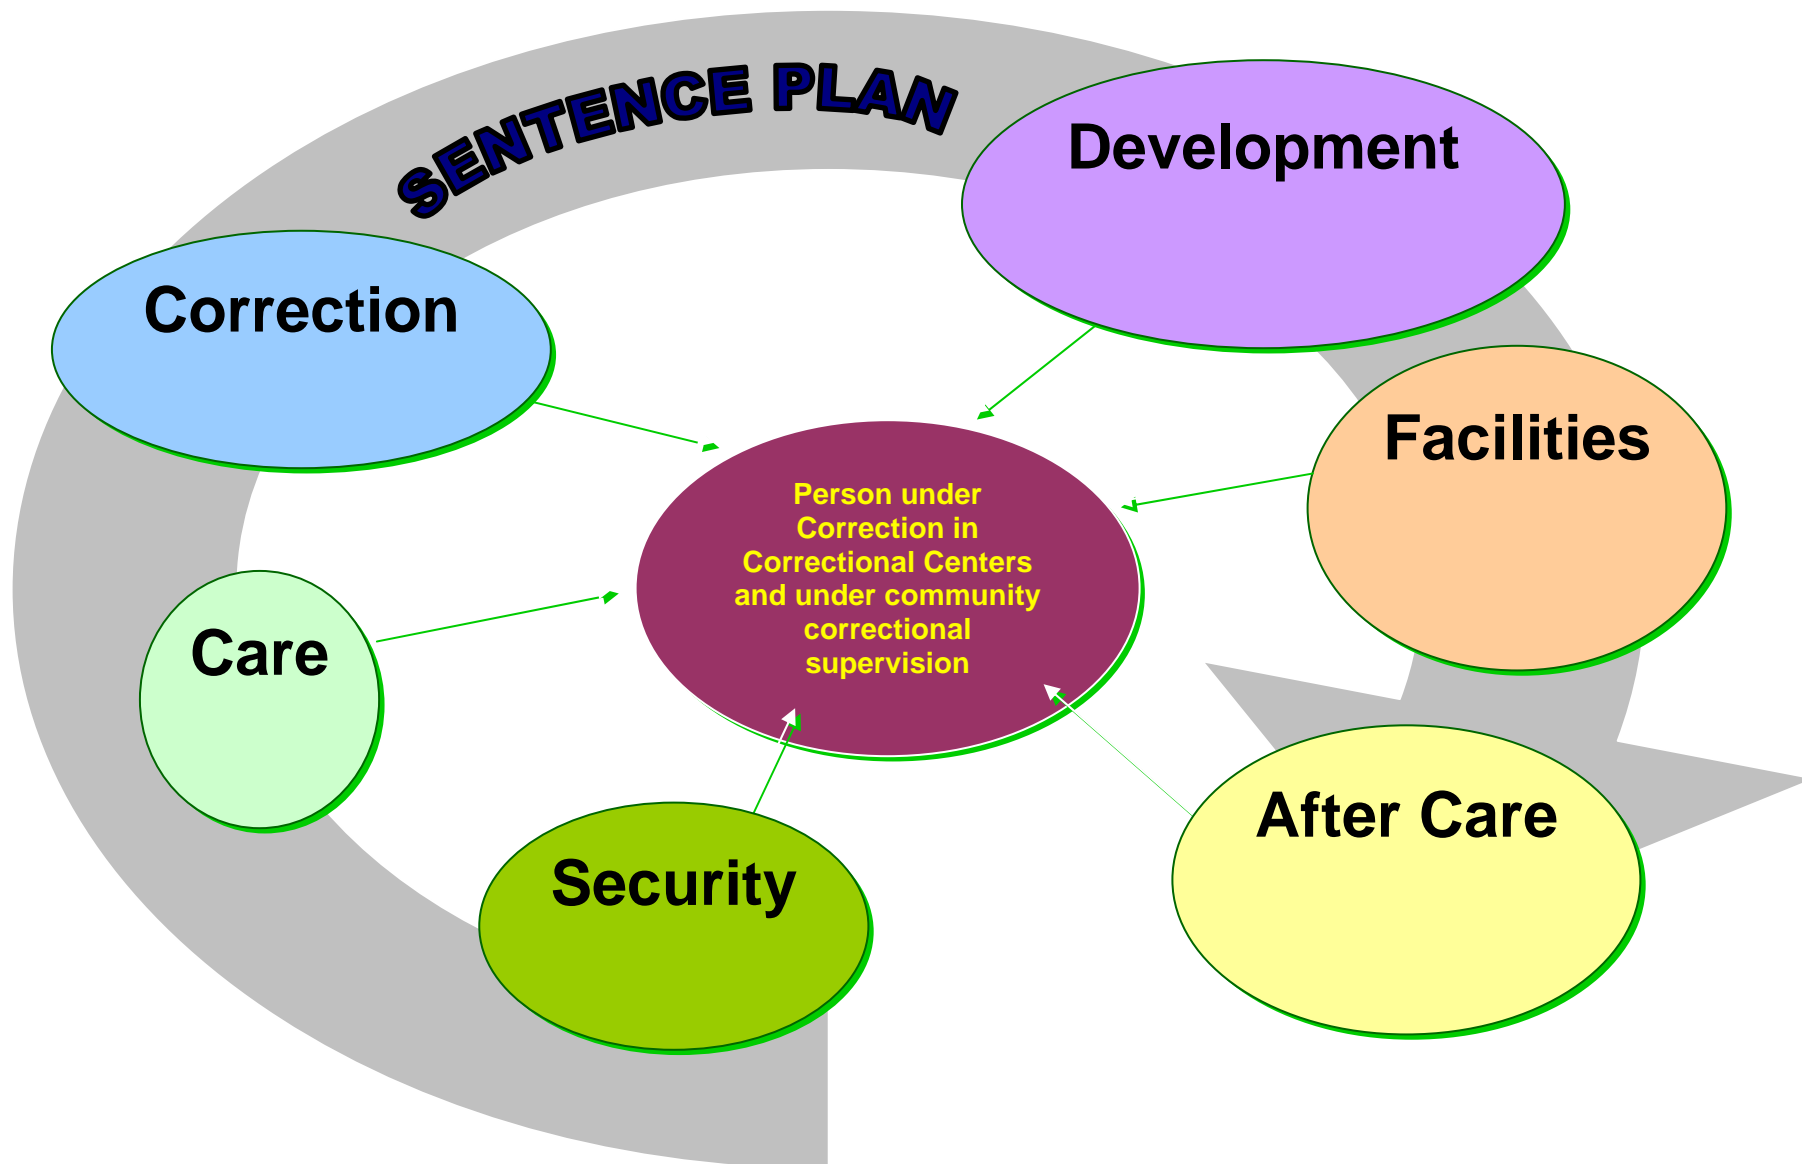 SENTENCE PLAN
Development
Correction
Facilities
Person under
Correction in
Correctional Centers
and under community
correctional
supervision
Care
After Care
Security